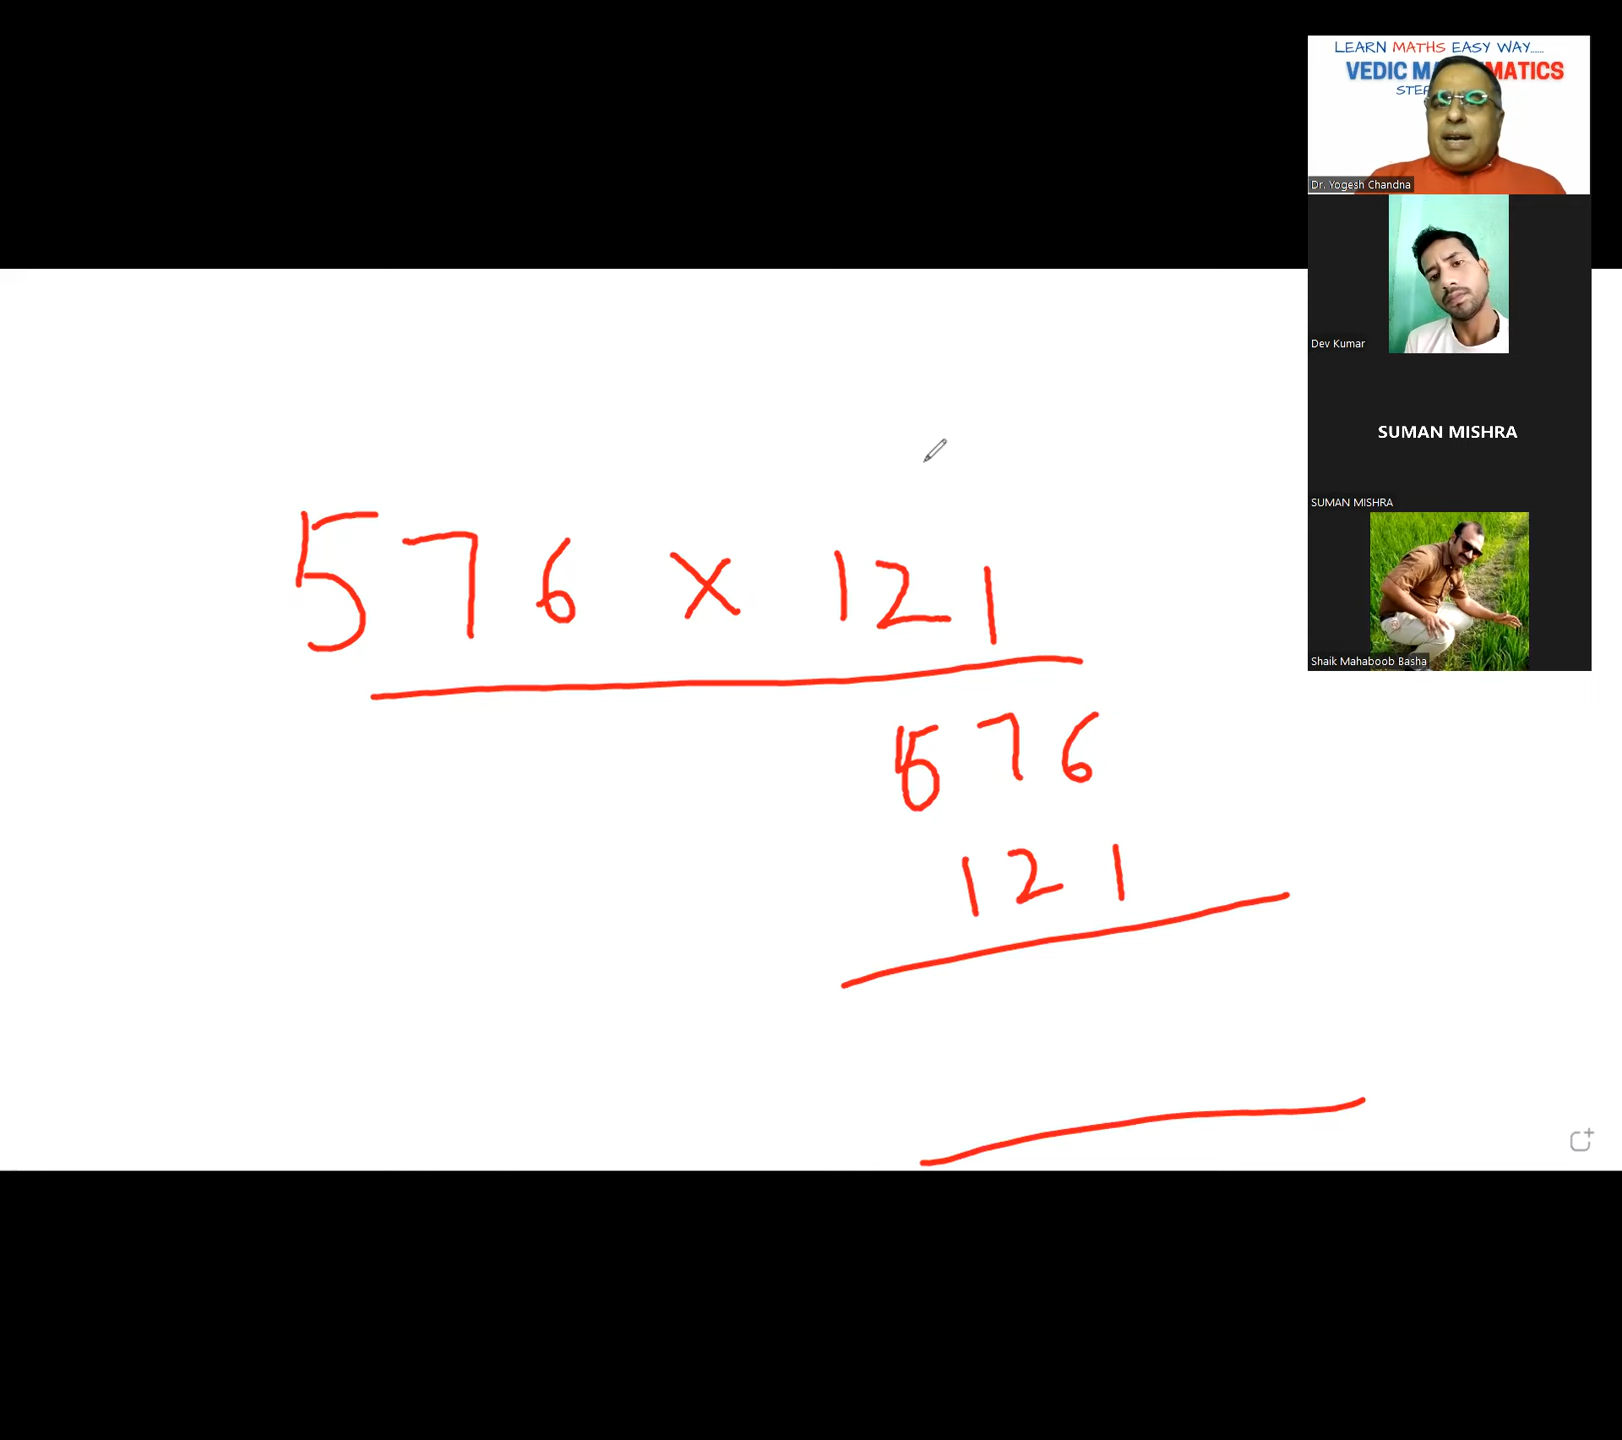 LEARN MATHS EASY WAY.....
VEDIC MATICS
Dr. Yogesh Chandna
Dev Kumar
SUMAN MISHRA
SUMAN MISHRA
Shaik Mahaboob Basha
576 × 121
576
121